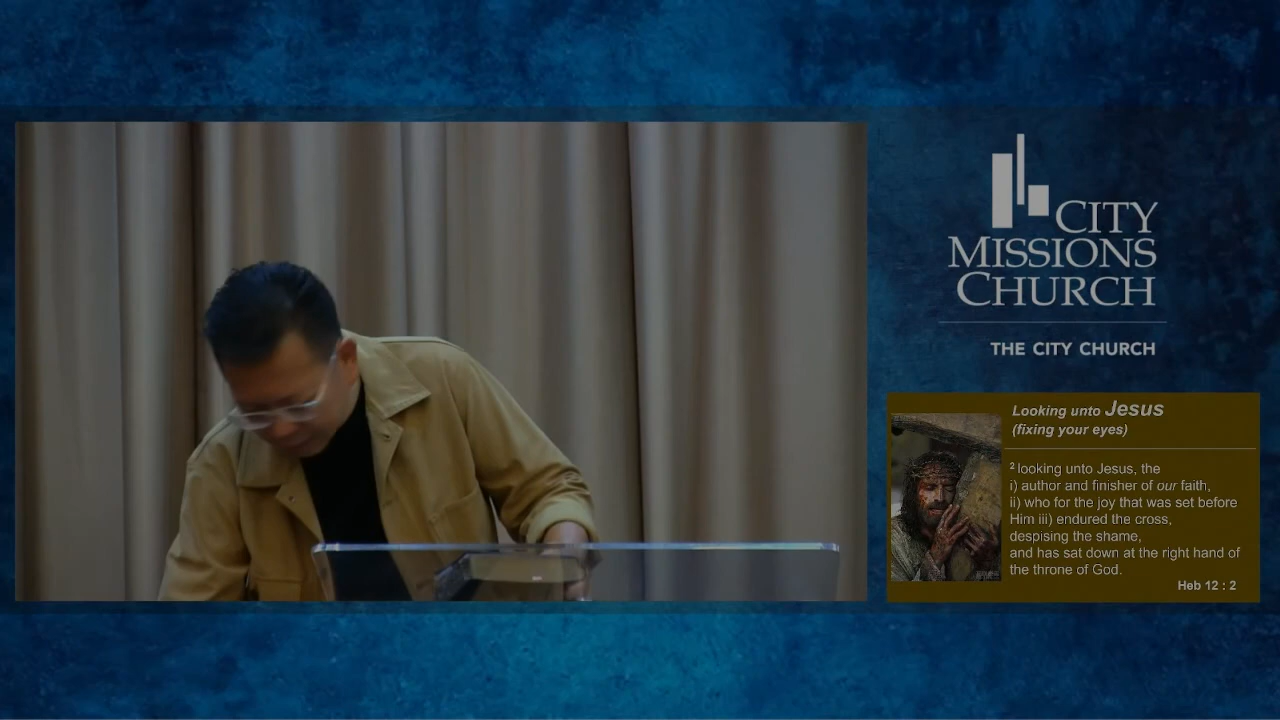 CITY
MISSIONS
CHURCH
THE CITY CHURCH
Looking unto Jesus
(fixing your eyes)
2 looking unto Jesus, the
i) author and finisher of our faith,
ii) who for the joy that was set before
Him iii) endured the cross,
despising the shame,
and has sat down at the right hand of
the throne of God.
Heb 12 : 2